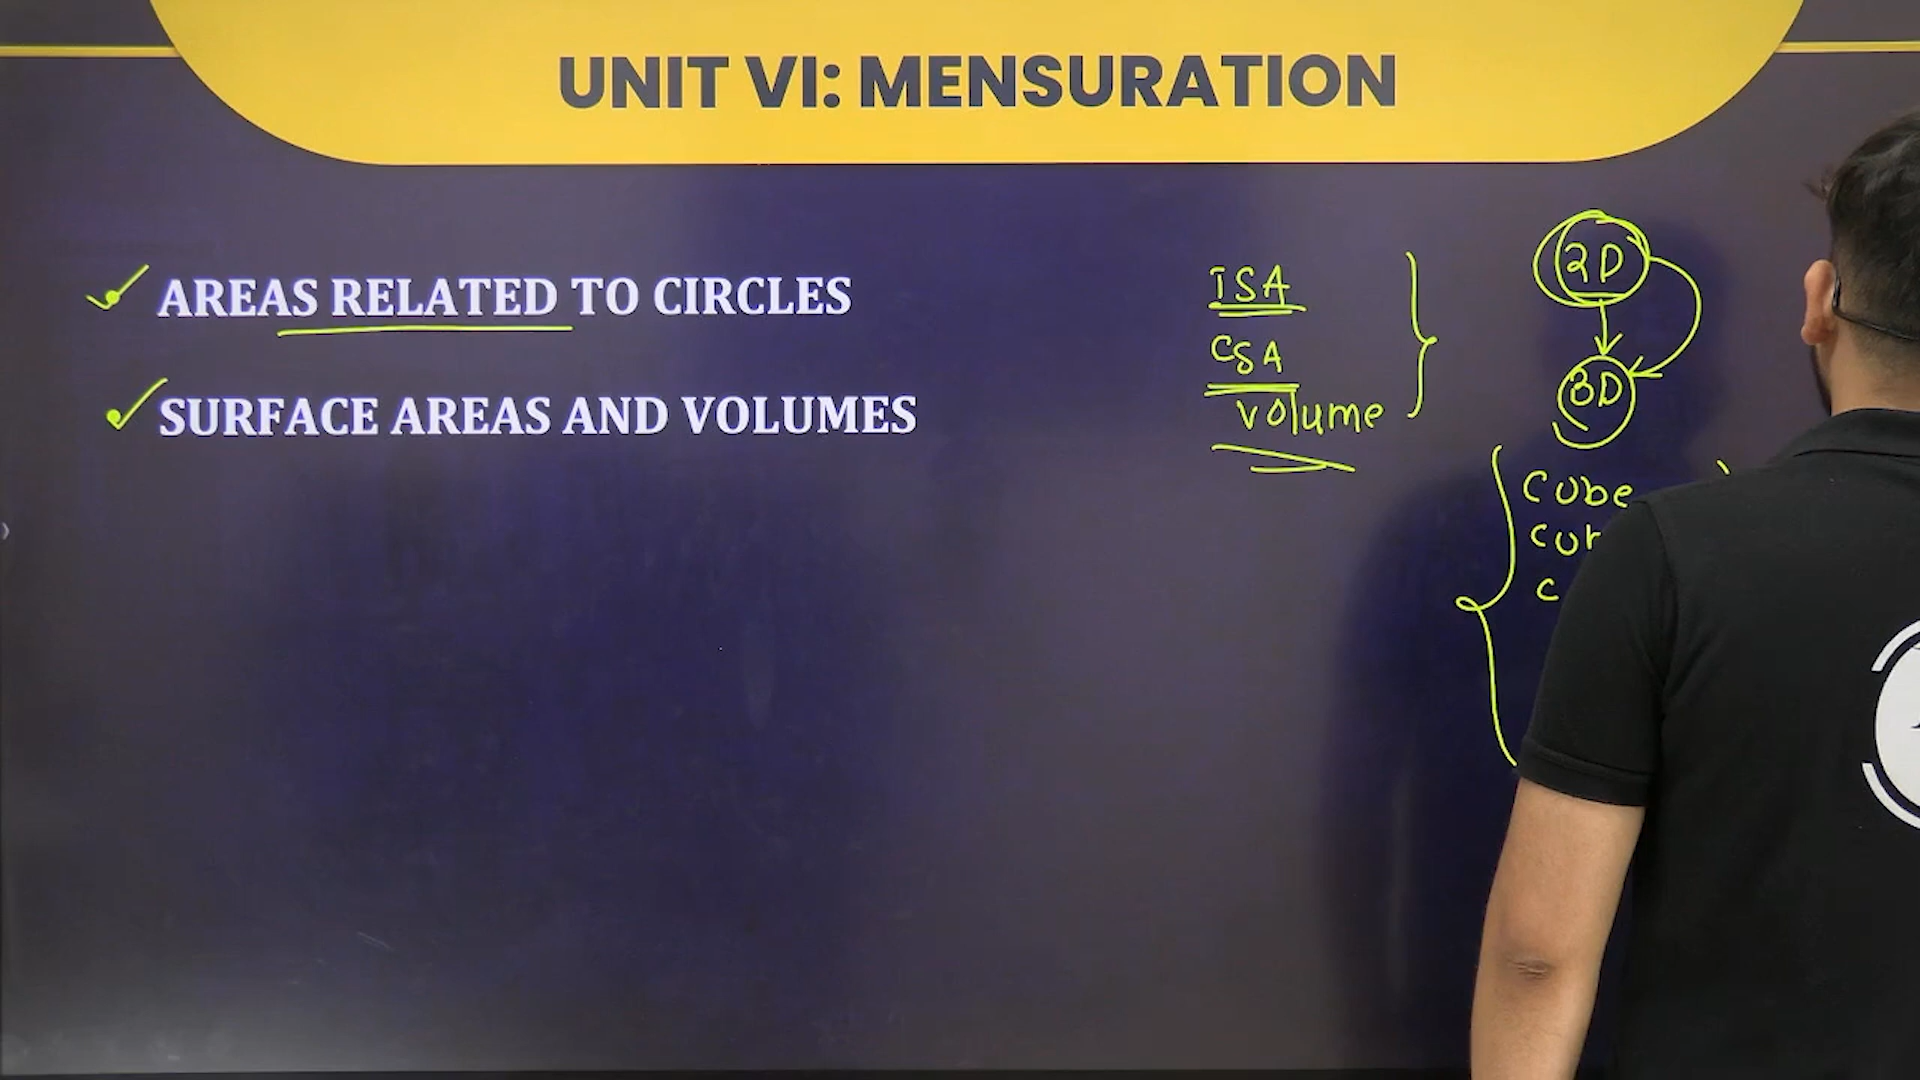 UNIT VI: MENSURATION
AREAS RELATED TO CIRCLES
SURFACE AREAS AND VOLUMES
TSA
CSA
volume
2D
3D
cube